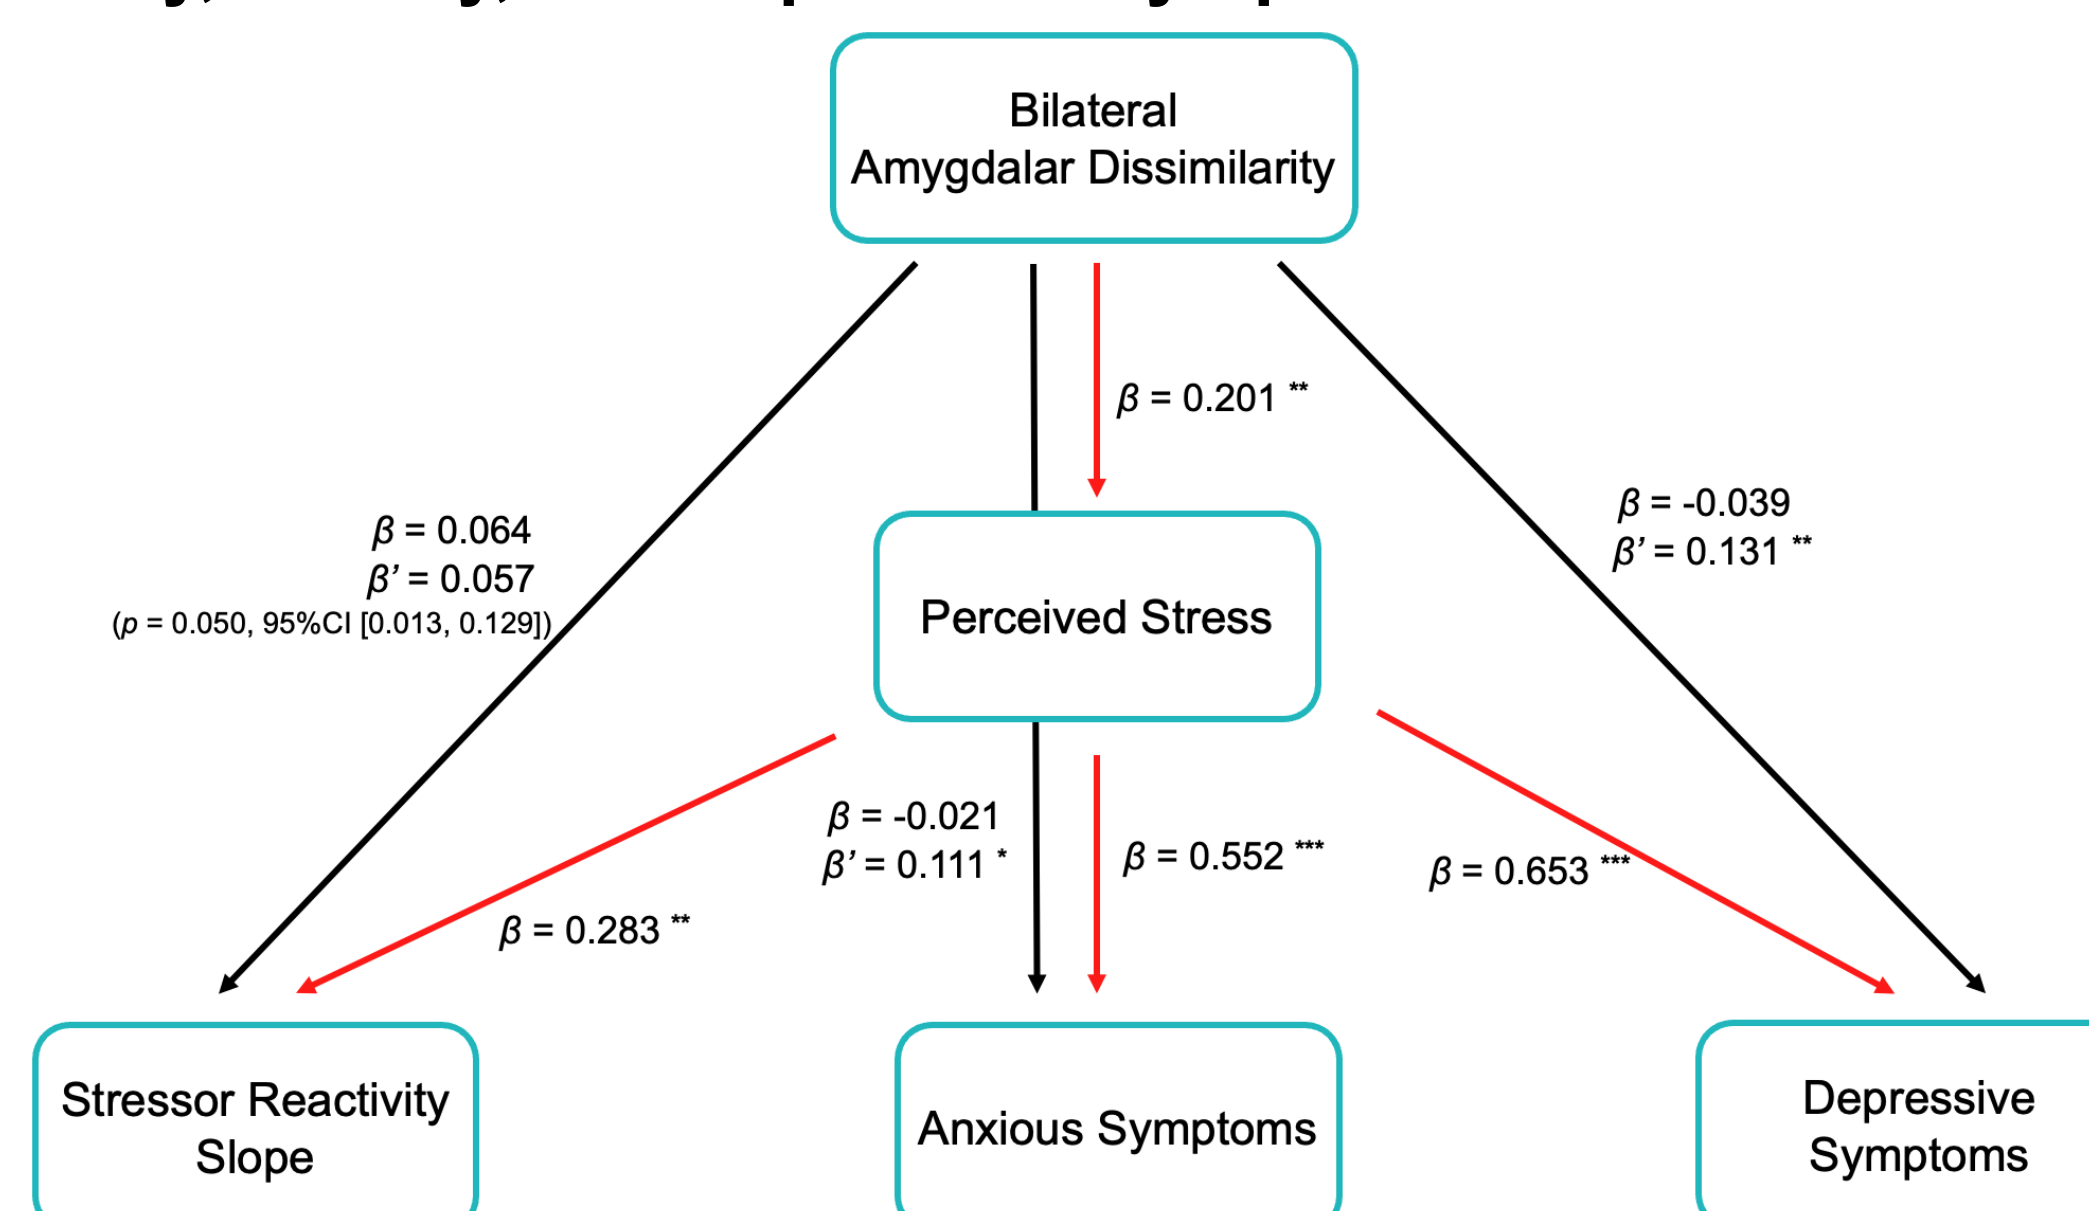 Bilateral
Amygdalar Dissimilarity
β = 0.201 **
β = -0.039
β’ = 0.131 **
β = 0.064
β’ = 0.057
(p = 0.050, 95%CI [0.013, 0.129])
Perceived Stress
β = -0.021
β’ = 0.111 *
β = 0.552 ***
β = 0.653 ***
β = 0.283 **
Stressor Reactivity
Slope
Anxious Symptoms
Depressive
Symptoms